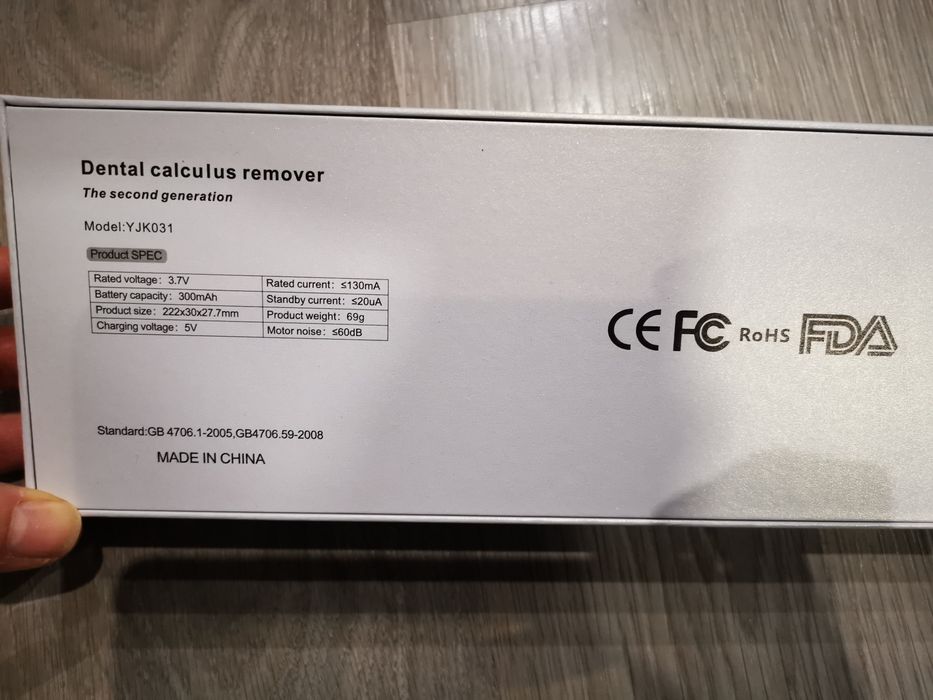 Dental calculus remover
The second generation
Model:YJK031
Product SPEC
Rated voltage: 3.7V Rated current: ≤130mA
Battery capacity: 300mAh Standby current: ≤20uA
Product size: 222x30x27.7mm Product weight: 69g
Charging voltage: 5V Motor noise: ≤60dB
CE FC RoHS FDA
Standard:GB 4706.1-2005,GB4706.59-2008
MADE IN CHINA